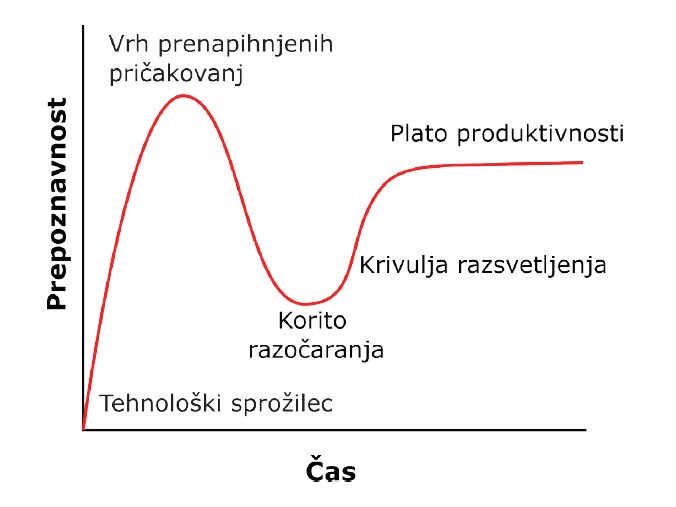 Vrh prenapihnjenih
pričakovanj
Plato produktivnosti
Prepoznavnost
Krivulja razsvetljenja
Korito
razočaranja
Tehnološki sprožilec
Čas